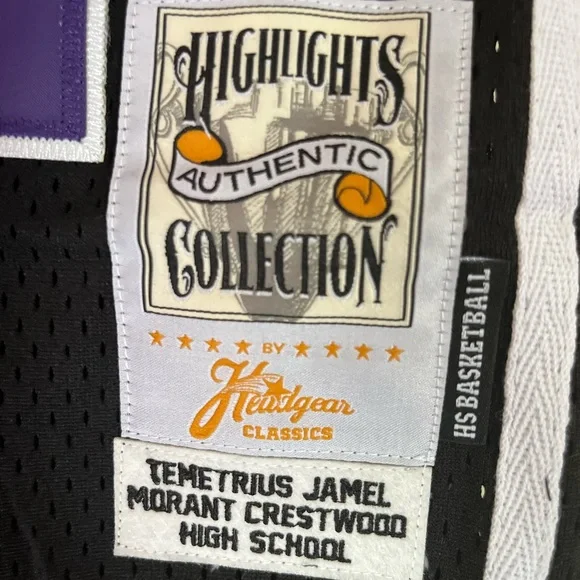 HIGHLIGHTS
AUTHENTIC
COLLECTION
BY
Headgear
CLASSICS
HS BASKETBALL
TEMETRIUS JAMEL
MORANT CRESTWOOD
HIGH SCHOOL